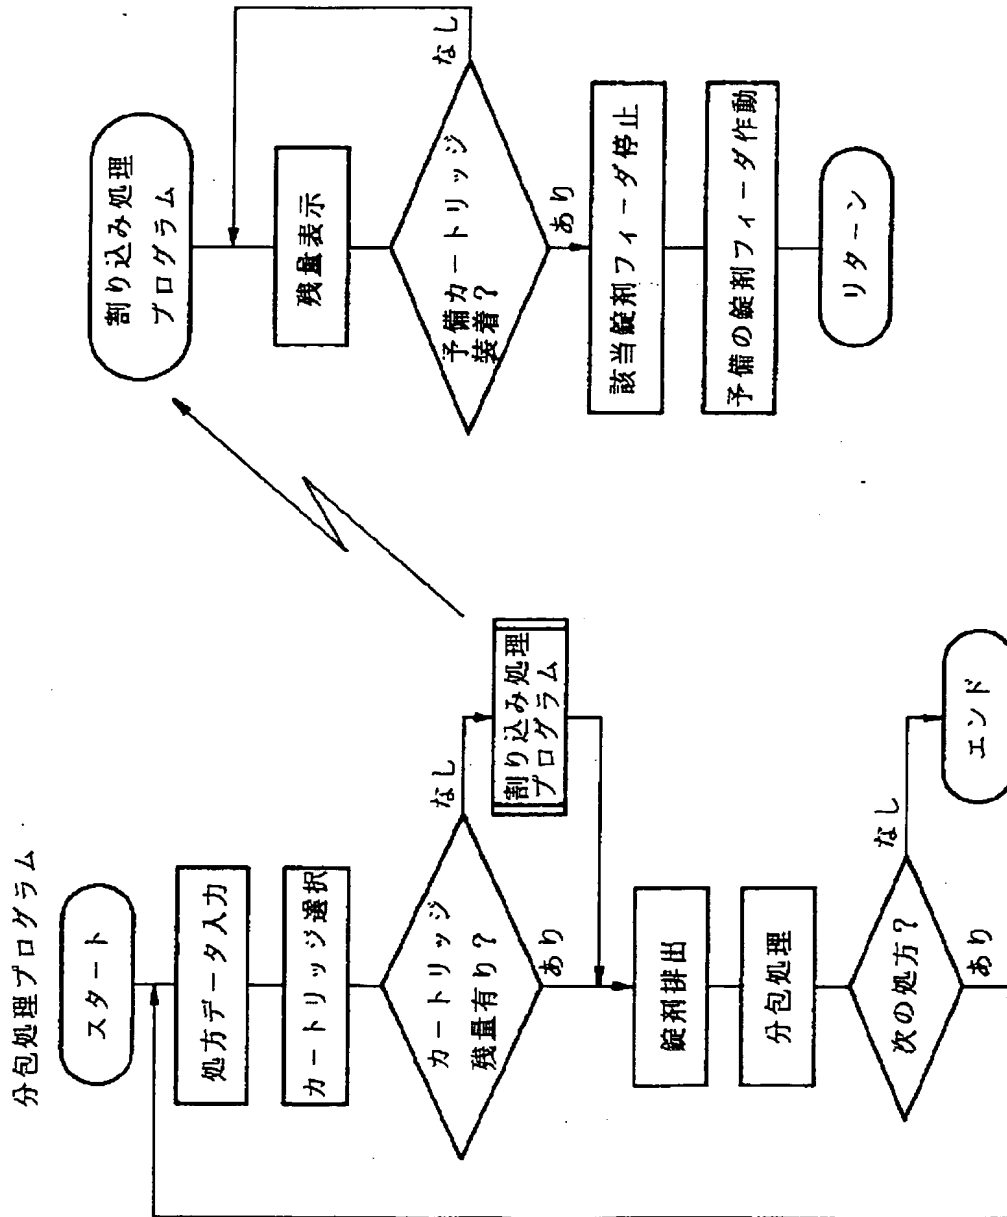 分包処理プログラム
スタート
処方データ入力
カートリッジ選択
カートリッジ
残量有り?
なし
あり
割り込み処理
プログラム
錠剤排出
分包処理
次の処方?
なし
あり
エンド
割り込み処理
プログラム
残量表示
予備カートリッジ
装着?
なし
あり
該当錠剤フィーダ停止
予備の錠剤フィーダ作動
リターン